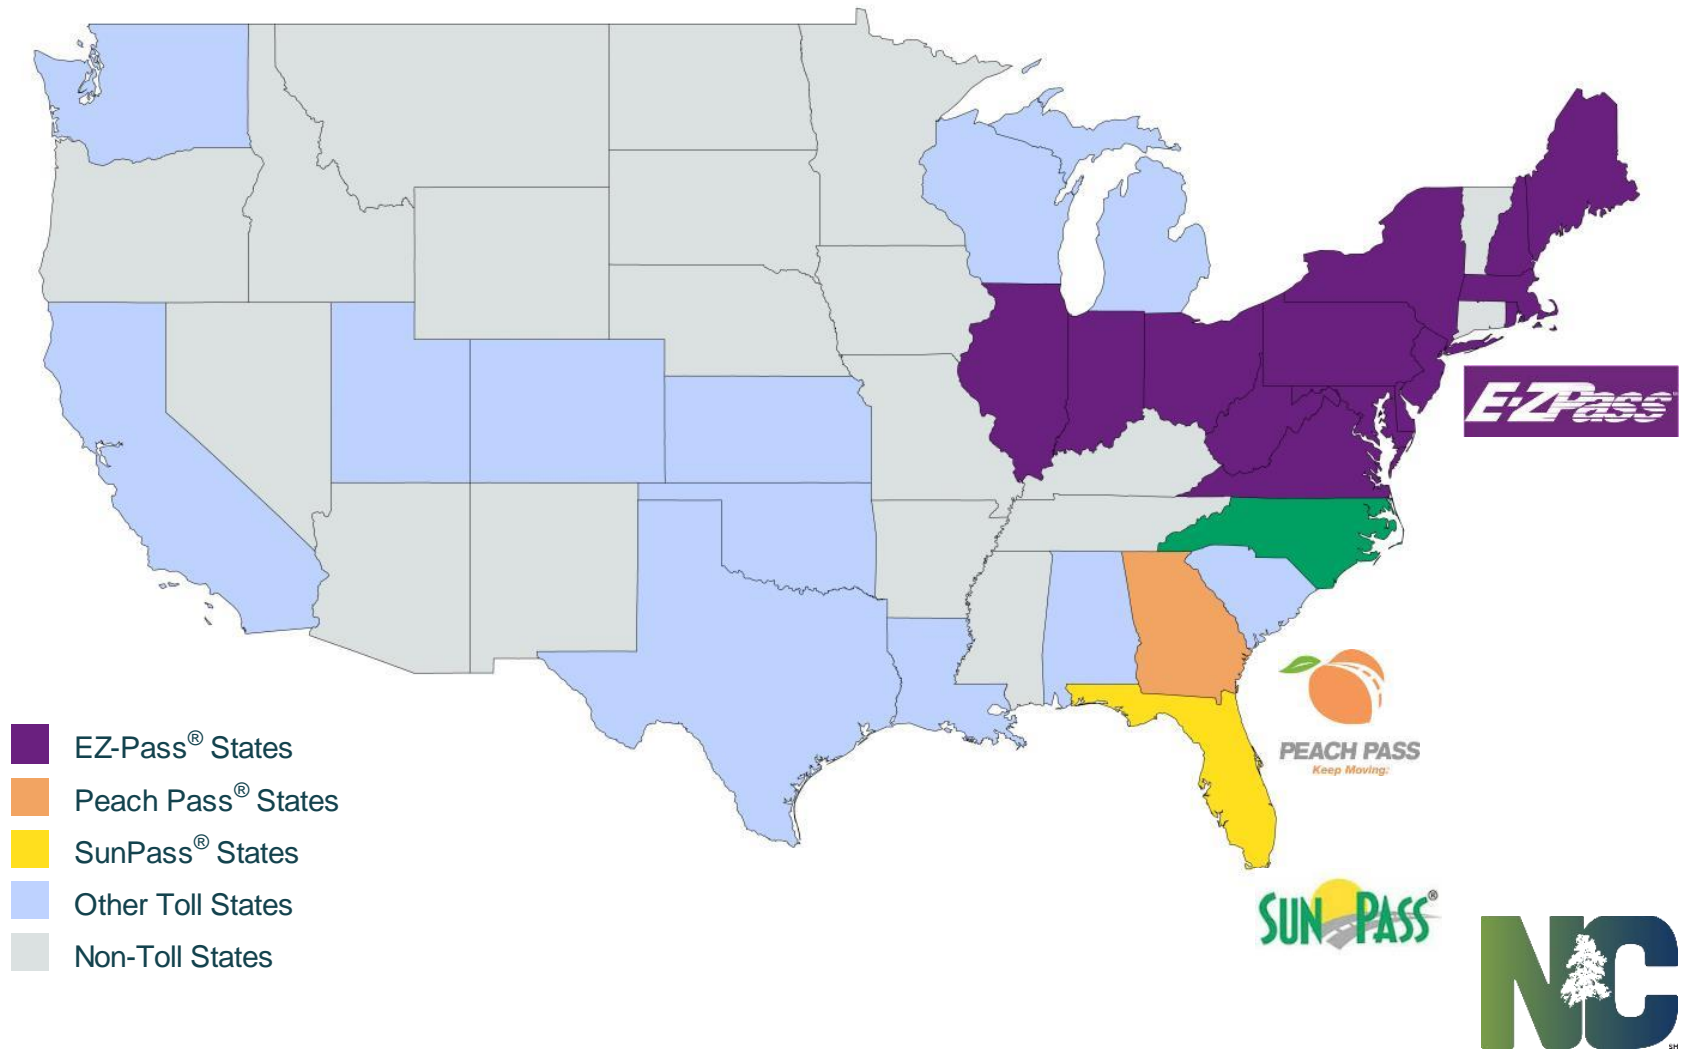 E-ZPass
PEACH PASS
Keep Moving.
EZ-Pass® States
Peach Pass® States
SunPass® States
Other Toll States
Non-Toll States
SUN PASS®
NC
SM